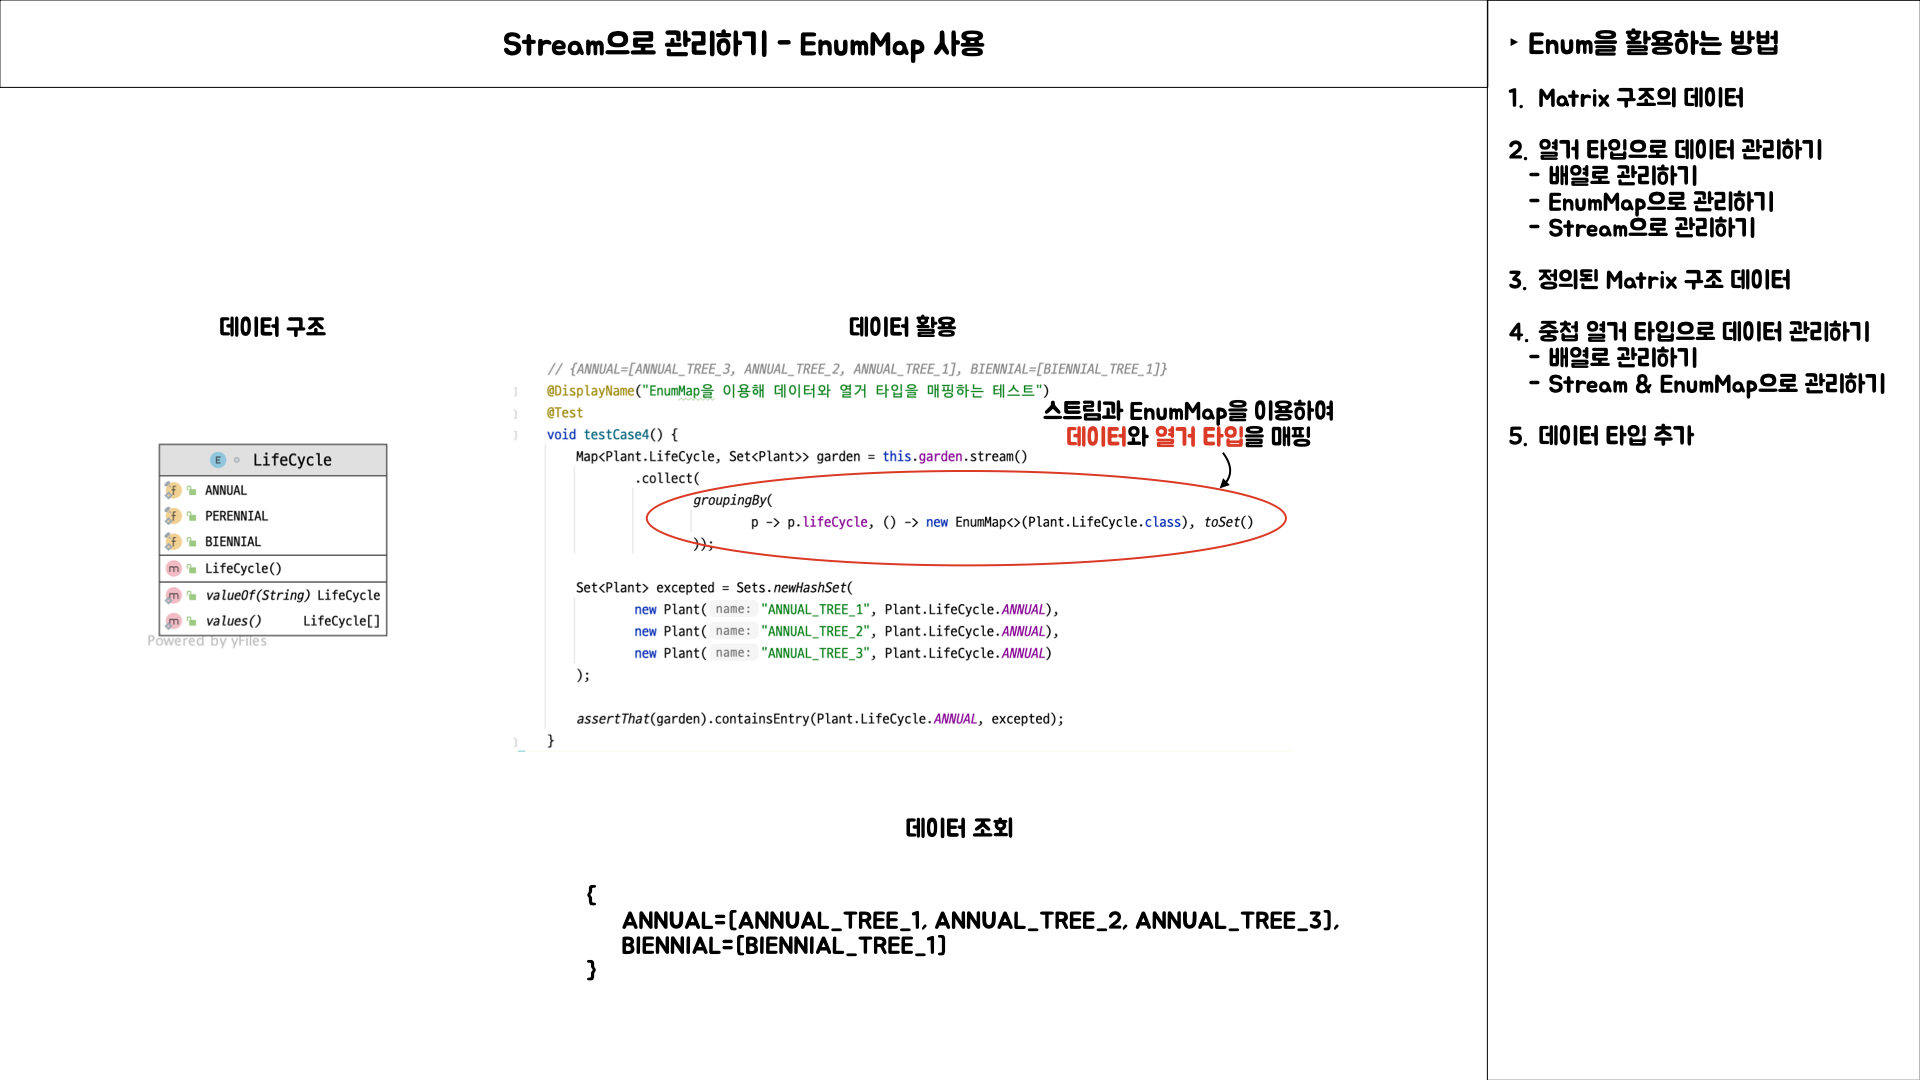 Stream으로 관리하기 - EnumMap 사용
▸ Enum을 활용하는 방법
1. Matrix 구조의 데이터
2. 열거 타입으로 데이터 관리하기
- 배열로 관리하기
- EnumMap으로 관리하기
- Stream으로 관리하기
3. 정의된 Matrix 구조 데이터
4. 중첩 열거 타입으로 데이터 관리하기
- 배열로 관리하기
- Stream & EnumMap으로 관리하기
5. 데이터 타입 추가
데이터 구조
E LifeCycle
f ANNUAL
f PERENNIAL
f BIENNIAL
m LifeCycle()
m valueOf(String) LifeCycle
m values() LifeCycle[]
Powered by yFiles
데이터 활용
// {ANNUAL=[ANNUAL_TREE_3, ANNUAL_TREE_2, ANNUAL_TREE_1], BIENNIAL=[BIENNIAL_TREE_1]}
@DisplayName("EnumMap을 이용해 데이터와 열거 타입을 매핑하는 테스트")
@Test
void testCase4() {
Map<Plant.LifeCycle, Set<Plant>> garden = this.garden.stream()
.collect(
groupingBy(
p -> p.lifeCycle, () -> new EnumMap<>(Plant.LifeCycle.class), toSet()
));
스트림과 EnumMap을 이용하여
데이터와 열거 타입을 매핑
Set<Plant> excepted = Sets.newHashSet(
new Plant( name: "ANNUAL_TREE_1", Plant.LifeCycle.ANNUAL),
new Plant( name: "ANNUAL_TREE_2", Plant.LifeCycle.ANNUAL),
new Plant( name: "ANNUAL_TREE_3", Plant.LifeCycle.ANNUAL)
);
assertThat(garden).containsEntry(Plant.LifeCycle.ANNUAL, excepted);
}
데이터 조회
{
ANNUAL=[ANNUAL_TREE_1, ANNUAL_TREE_2, ANNUAL_TREE_3],
BIENNIAL=[BIENNIAL_TREE_1]
}